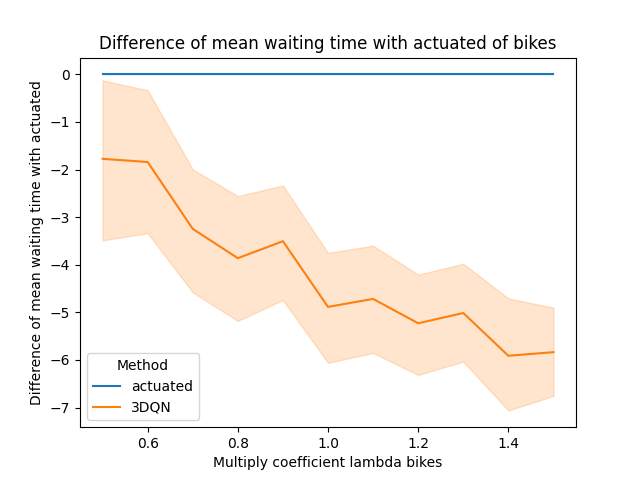 Difference of mean waiting time with actuated of bikes
Difference of mean waiting time with actuated
0
−1
−2
−3
−4
−5
−6
−7
Method
actuated
3DQN
0.6 0.8 1.0 1.2 1.4
Multiply coefficient lambda bikes